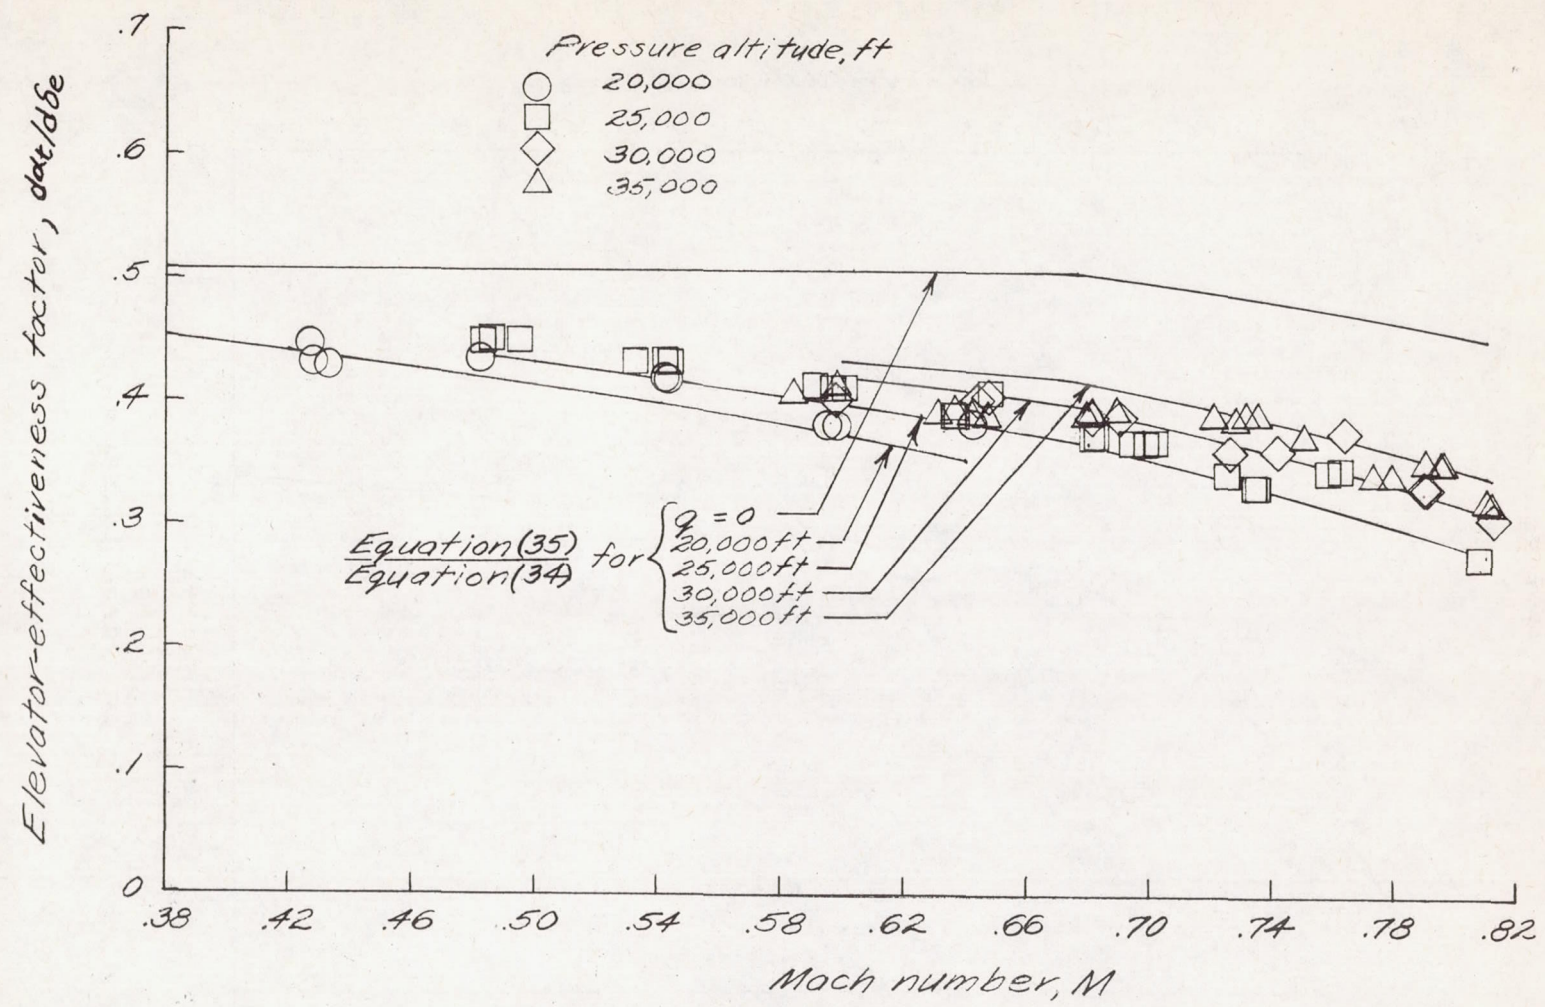 Pressure altitude, ft
20,000
25,000
30,000
35,000
Elevator-effectiveness factor, dαt/dδe
.7
.6
.5
.4
.3
.2
.1
0
Equation(35)
Equation(34)
for
q = 0
20,000 ft
25,000 ft
30,000 ft
35,000 ft
.38 .42 .46 .50 .54 .58 .62 .66 .70 .74 .78 .82
Mach number, M